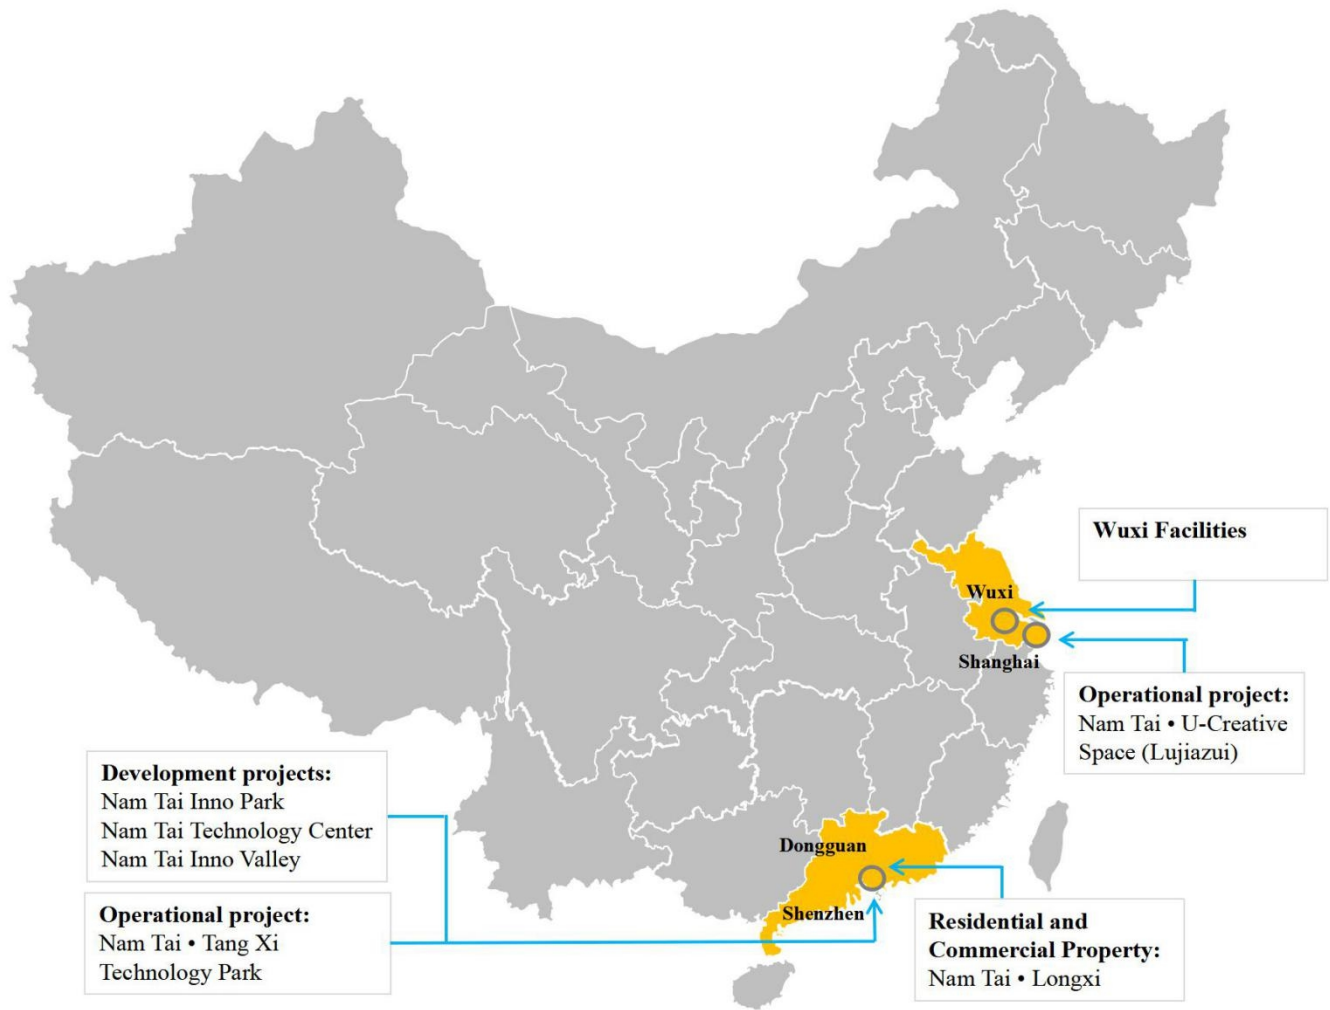 Wuxi Facilities
Wuxi
Shanghai
Operational project:
Nam Tai • U-Creative
Space (Lujiazui)
Development projects:
Nam Tai Inno Park
Nam Tai Technology Center
Nam Tai Inno Valley
Dongguan
Shenzhen
Operational project:
Nam Tai • Tang Xi
Technology Park
Residential and
Commercial Property:
Nam Tai • Longxi